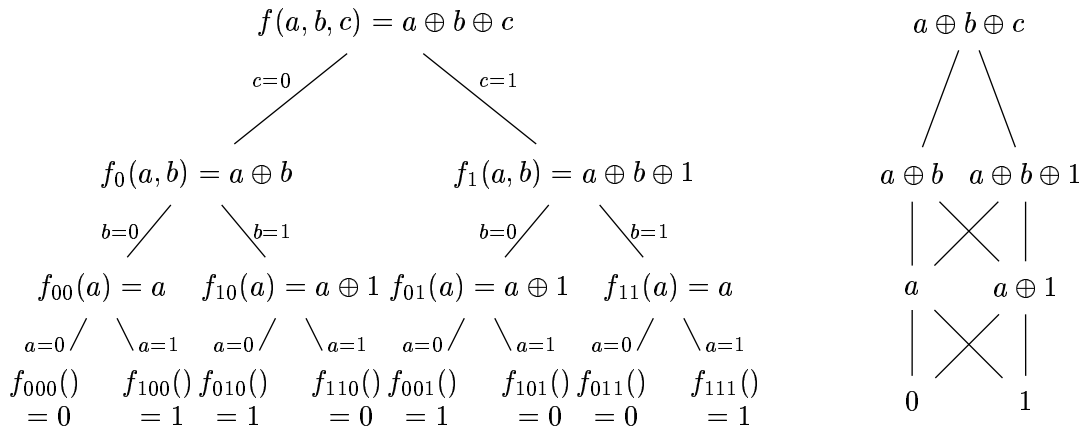 f(a, b, c) = a ⊕ b ⊕ c
a ⊕ b ⊕ c
c=0
c=1
f₀(a, b) = a ⊕ b
f₁(a, b) = a ⊕ b ⊕ 1
a ⊕ b
a ⊕ b ⊕ 1
b=0
b=1
b=0
b=1
f₀₀(a) = a
f₁₀(a) = a ⊕ 1
f₀₁(a) = a ⊕ 1
f₁₁(a) = a
a
a ⊕ 1
a=0
a=1
a=0
a=1
a=0
a=1
a=0
a=1
f₀₀₀()
= 0
f₁₀₀()
= 1
f₀₁₀()
= 1
f₁₁₀()
= 0
f₀₀₁()
= 1
f₁₀₁()
= 0
f₀₁₁()
= 0
f₁₁₁()
= 1
0
1